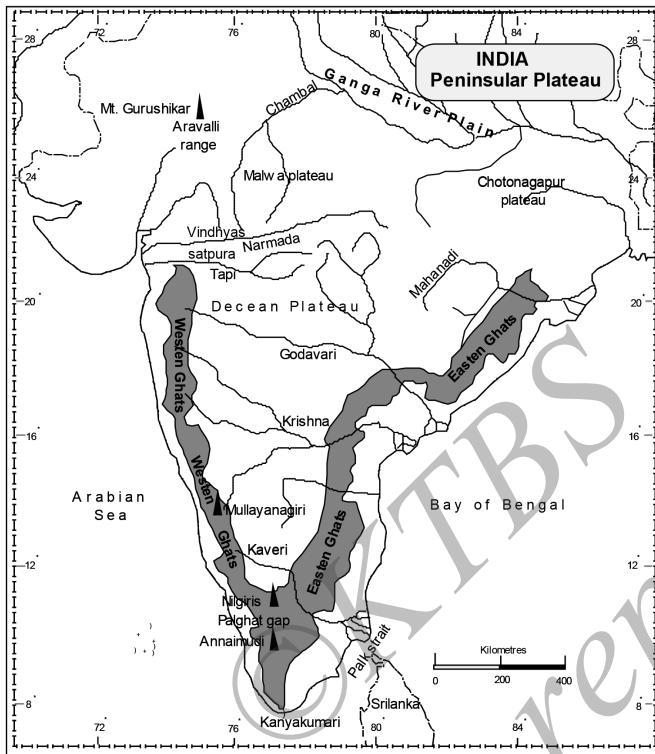 72
76
80
84
28
28
INDIA
Peninsular Plateau
Ganga River Plain
Mt. Gurushikar
Aravalli
range
Chambal
24
24
Malwa plateau
Chotonagapur
plateau
Vindhyas
satpura
Narmada
Tapi
Mahanadi
20
20
Decean Plateau
Westen Ghats
Godavari
Easten Ghats
Krishna
16
16
Westen
Ghats
Arabian
Sea
Mullayanagiri
Bay of Bengal
Kaveri
Easten Ghats
12
12
Nilgiris
Palghat gap
Annaimudi
Palk strait
Kilometres
0 200 400
8
8
Srilanka
Kanyakumari
72
76
80
84
©KTBS